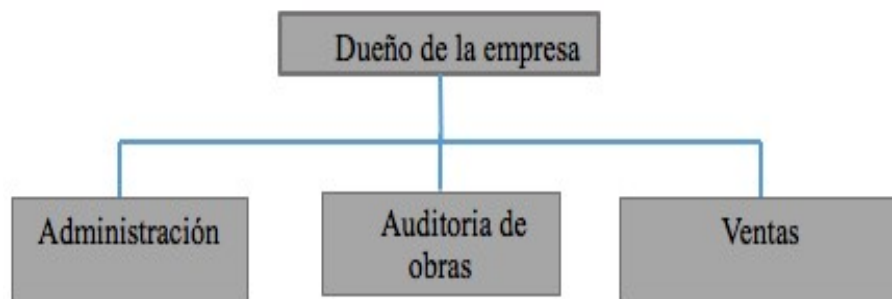 Dueño de la empresa
Administración
Auditoria de
obras
Ventas